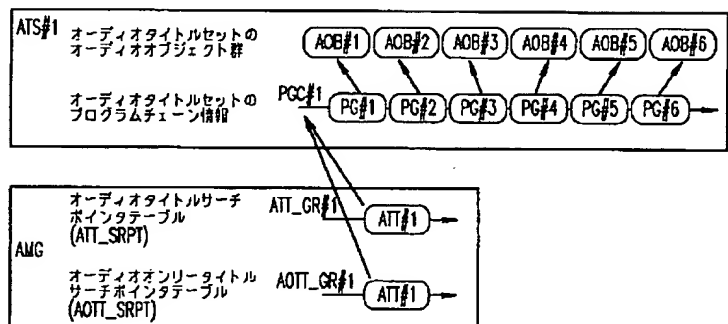 ATS#1
オーディオタイトルセットの
オーディオオブジェクト群
AOB#1 AOB#2 AOB#3 AOB#4 AOB#5 AOB#6
オーディオタイトルセットの
プログラムチェーン情報
PGC#1
PG#1 PG#2 PG#3 PG#4 PG#5 PG#6
AMG
オーディオタイトルサーチ
ポインタテーブル
(ATT_SRPT)
ATT_GR#1
ATT#1
オーディオオンリータイトル
サーチポインタテーブル
(AOTT_SRPT)
AOTT_GR#1
ATT#1